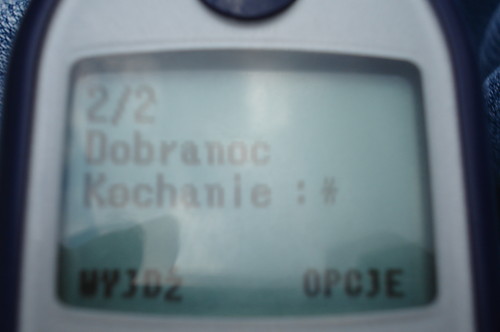 2/2
Dobranoc
Kochanie :*
WYJDŹ OPCJE